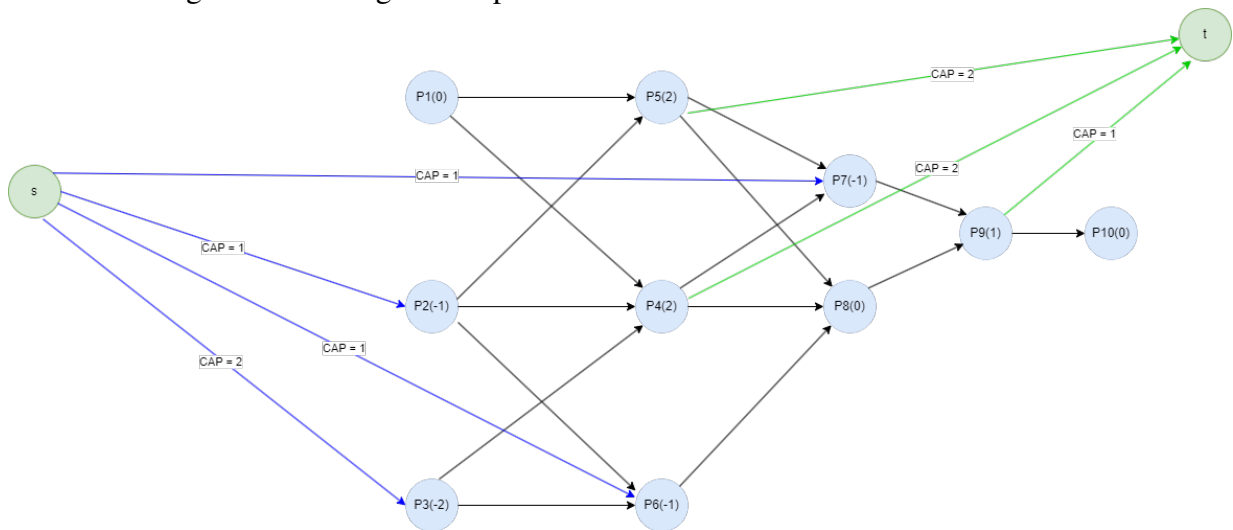 t
CAP = 2
P1(0)
P5(2)
CAP = 1
CAP = 2
CAP = 1
P7(-1)
s
P9(1)
P10(0)
CAP = 1
P2(-1)
P4(2)
P8(0)
CAP = 1
CAP = 2
P3(-2)
P6(-1)